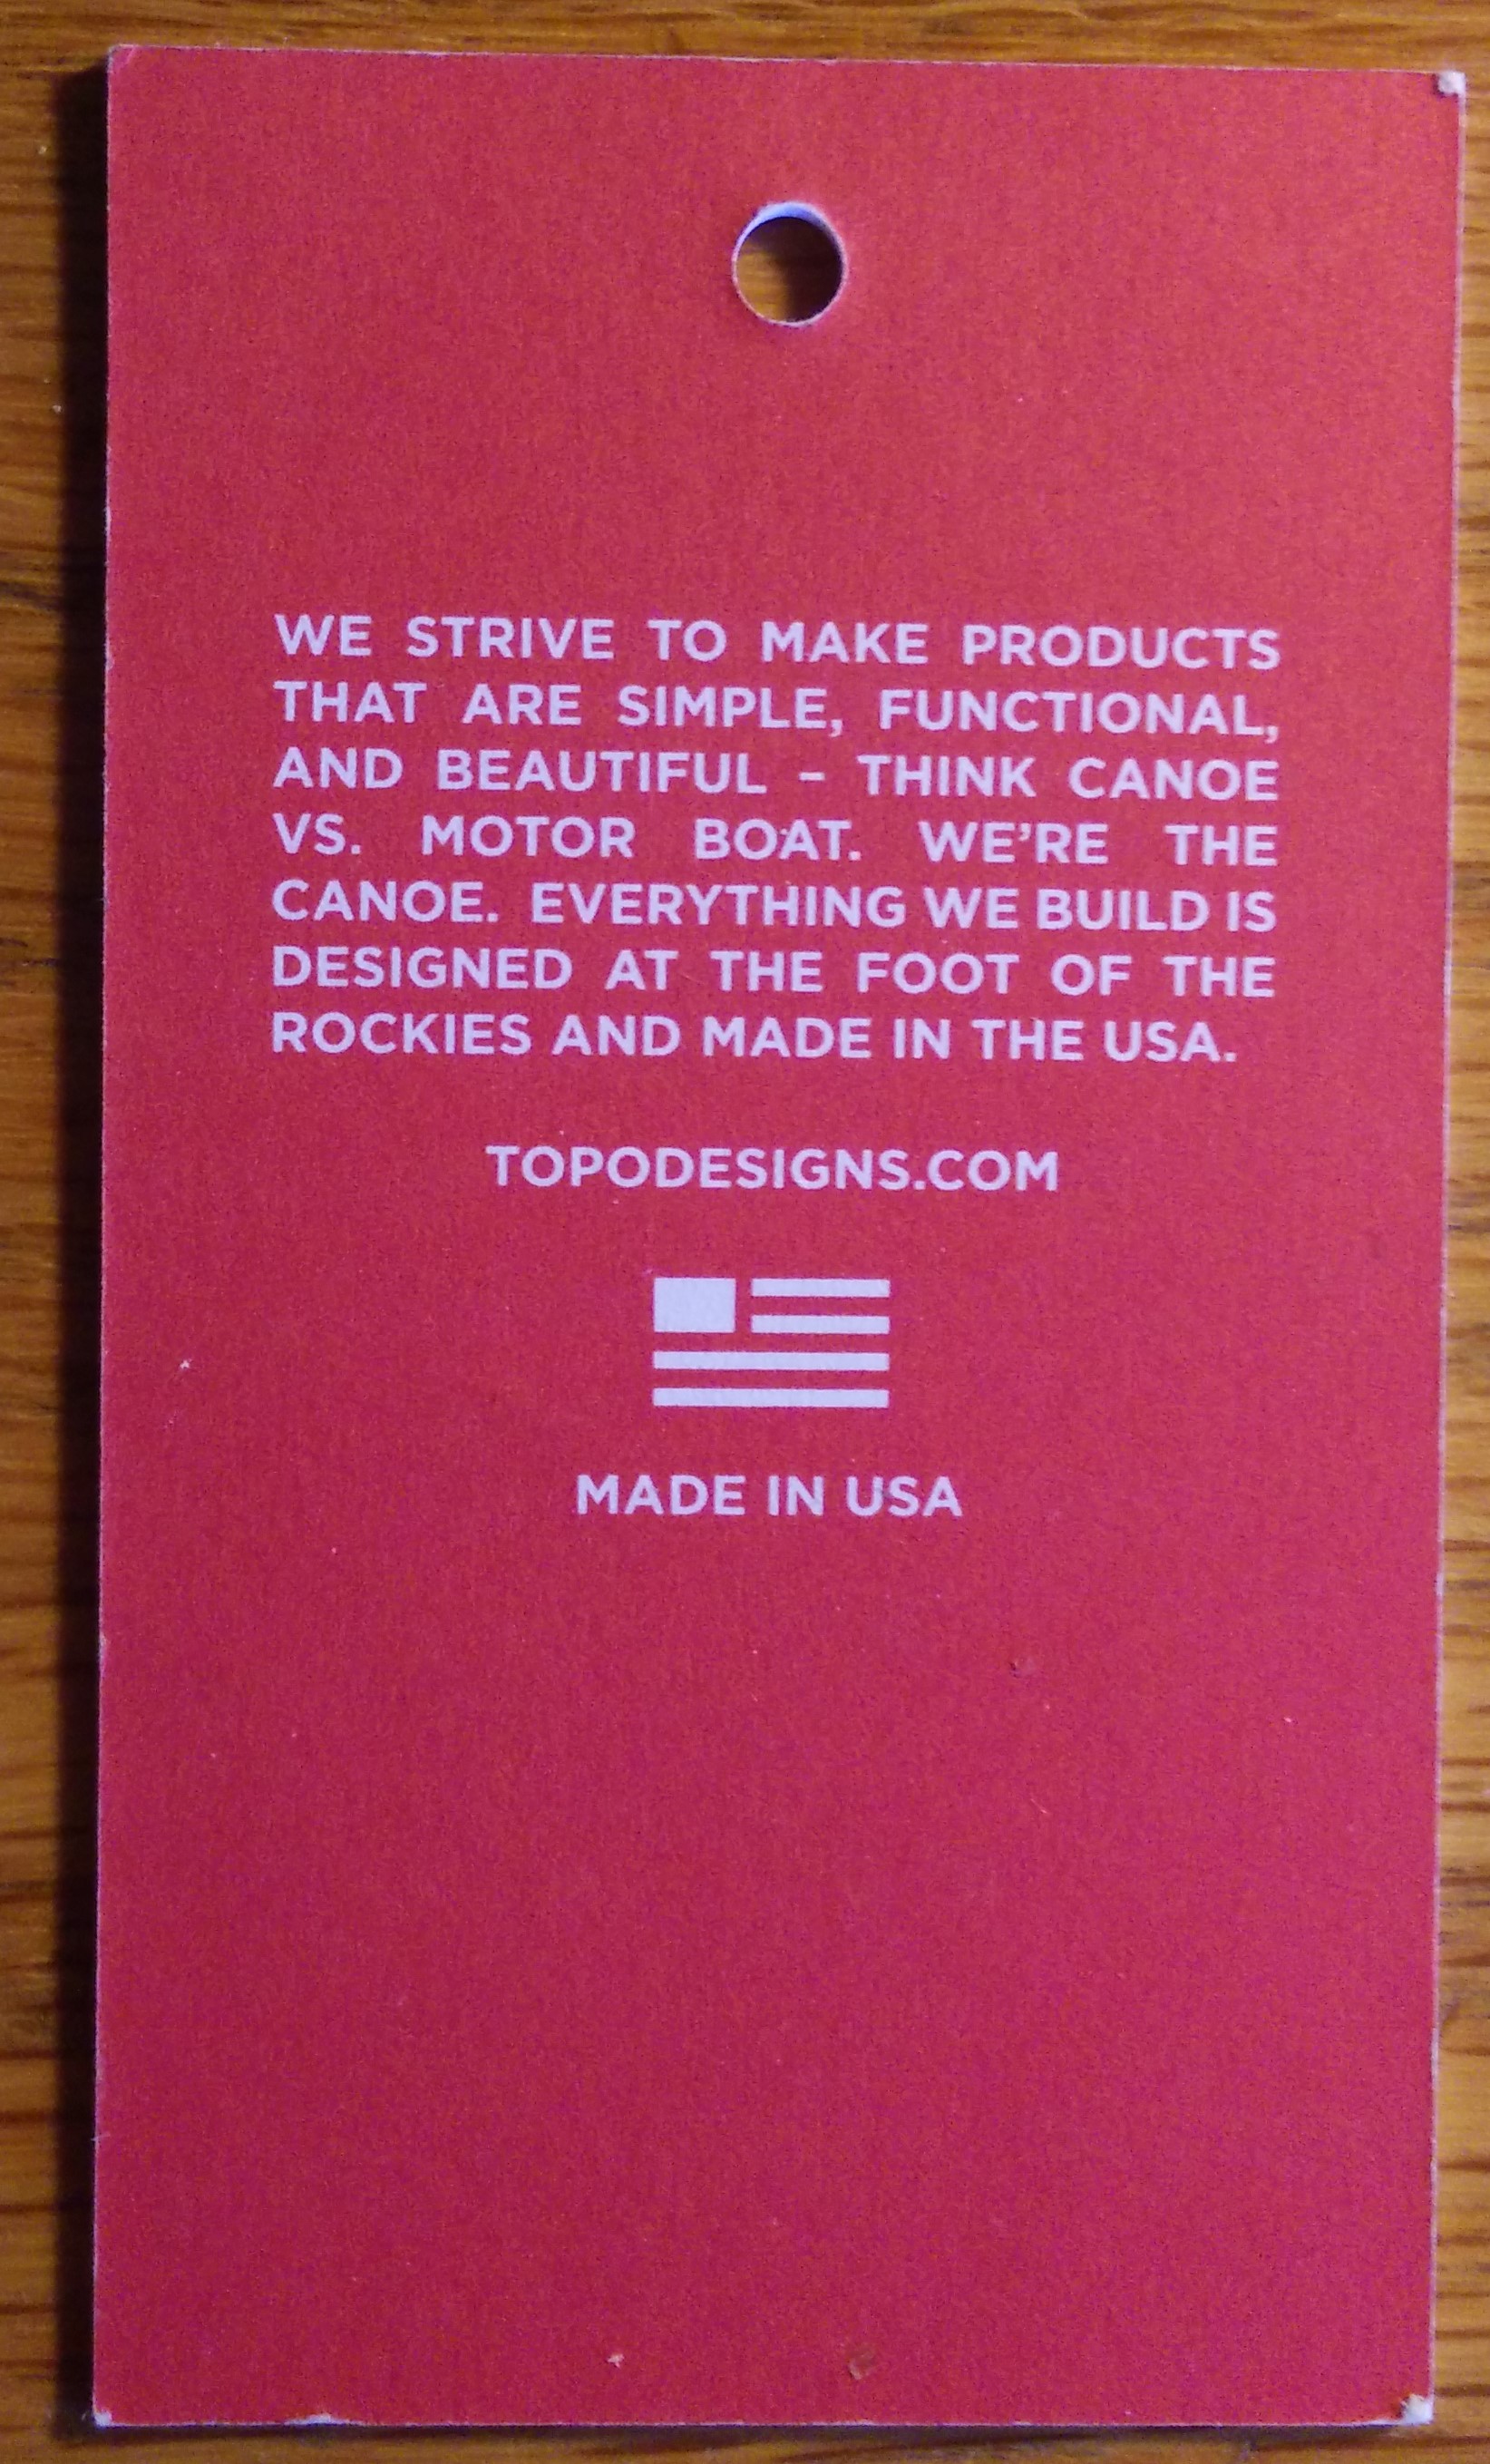 WE STRIVE TO MAKE PRODUCTS
THAT ARE SIMPLE, FUNCTIONAL,
AND BEAUTIFUL – THINK CANOE
VS. MOTOR BOAT. WE’RE THE
CANOE. EVERYTHING WE BUILD IS
DESIGNED AT THE FOOT OF THE
ROCKIES AND MADE IN THE USA.
TOPODESIGNS.COM
MADE IN USA